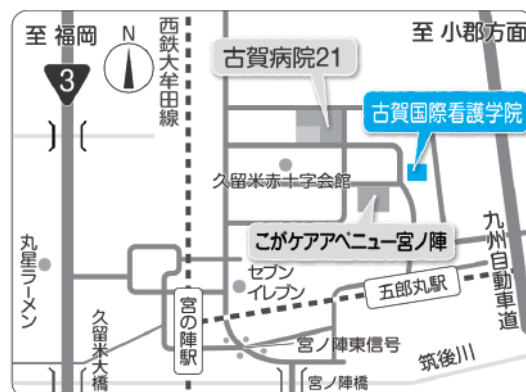 至 福岡
N
3
西鉄大牟田線
至 小郡方面
古賀病院21
古賀国際看護学院
久留米赤十字会館
こがケアアベニュー宮ノ陣
九州自動車道
丸星ラーメン
セブン
イレブン
五郎丸駅
宮の陣駅
久留米大橋
宮ノ陣東信号
筑後川
宮ノ陣橋